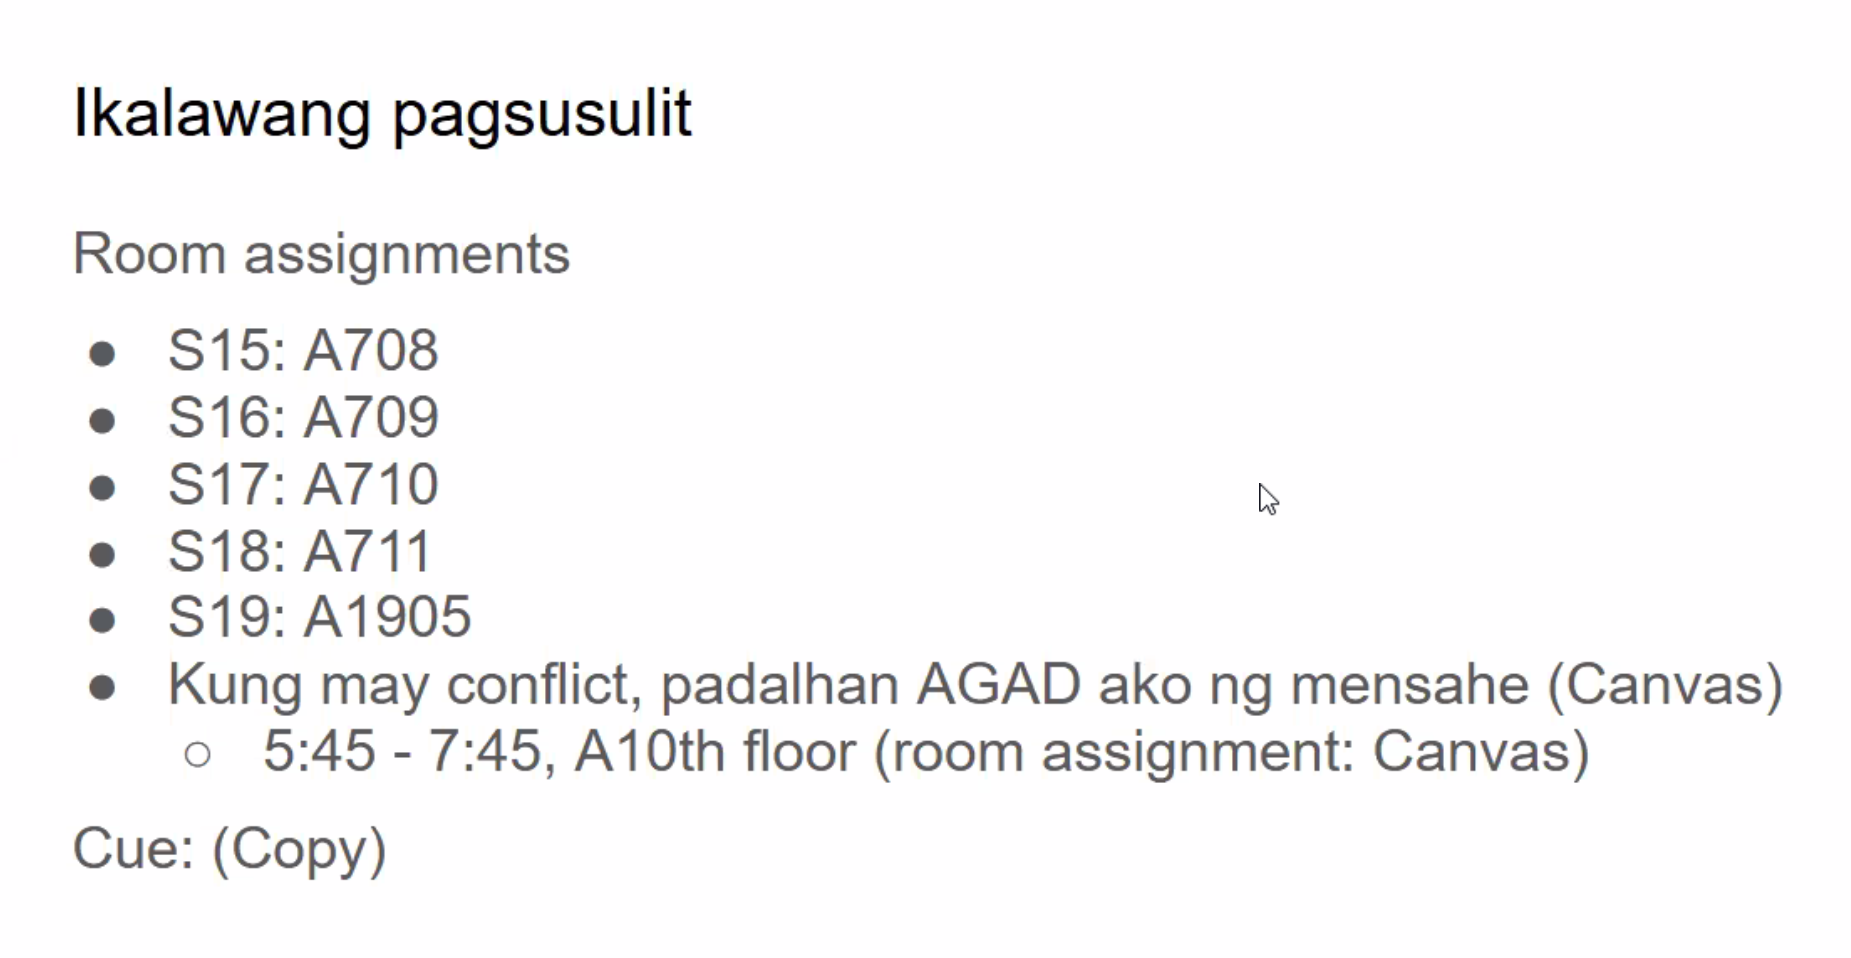 Ikalawang pagsusulit
Room assignments
● S15: A708
● S16: A709
● S17: A710
● S18: A711
● S19: A1905
● Kung may conflict, padalhan AGAD ako ng mensahe (Canvas)
○ 5:45 - 7:45, A10th floor (room assignment: Canvas)
Cue: (Copy)